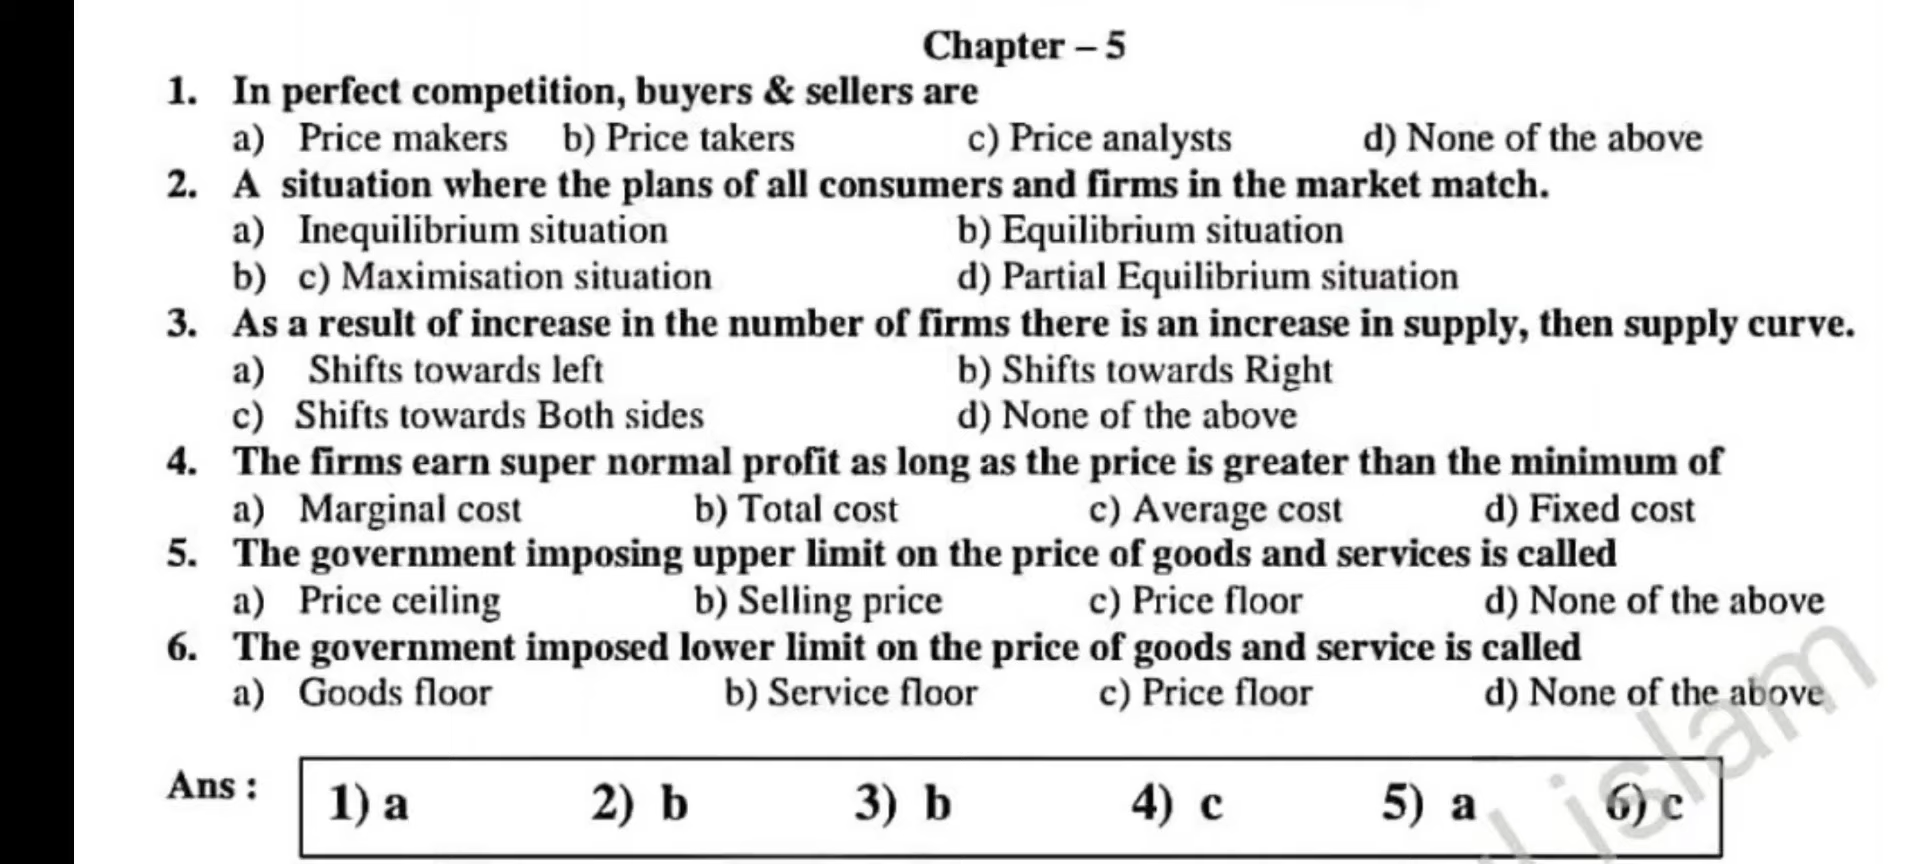 Chapter – 5
1. In perfect competition, buyers & sellers are
a) Price makers b) Price takers c) Price analysts d) None of the above
2. A situation where the plans of all consumers and firms in the market match.
a) Inequilibrium situation b) Equilibrium situation
b) c) Maximisation situation d) Partial Equilibrium situation
3. As a result of increase in the number of firms there is an increase in supply, then supply curve.
a) Shifts towards left b) Shifts towards Right
c) Shifts towards Both sides d) None of the above
4. The firms earn super normal profit as long as the price is greater than the minimum of
a) Marginal cost b) Total cost c) Average cost d) Fixed cost
5. The government imposing upper limit on the price of goods and services is called
a) Price ceiling b) Selling price c) Price floor d) None of the above
6. The government imposed lower limit on the price of goods and service is called
a) Goods floor b) Service floor c) Price floor d) None of the above
Ans : 1) a 2) b 3) b 4) c 5) a 6) c
islam